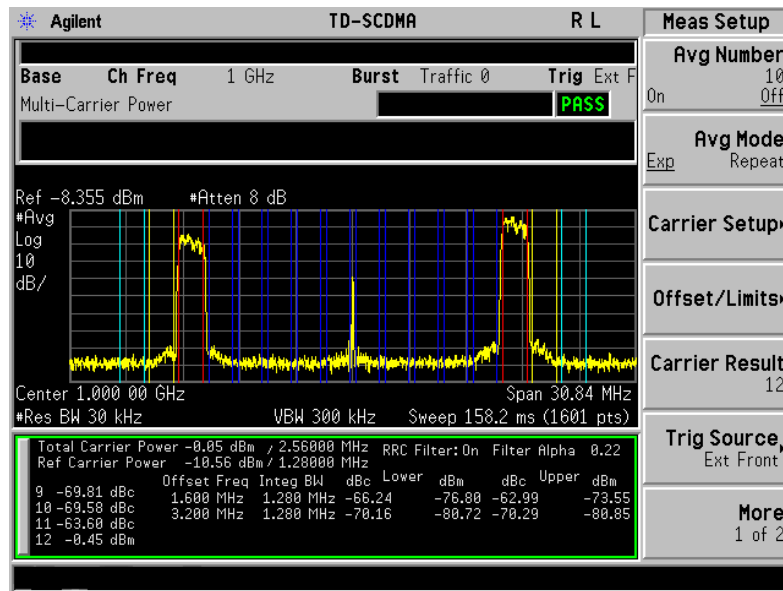 Agilent TD-SCDMA R L Meas Setup
Base Ch Freq 1 GHz Burst Traffic 0 Trig Ext F
Multi-Carrier Power PASS
Ref -8.355 dBm #Atten 8 dB
#Avg
Log
10
dB/
Center 1.000 00 GHz Span 30.84 MHz
#Res BW 30 kHz VBW 300 kHz Sweep 158.2 ms (1601 pts)
Total Carrier Power -0.05 dBm / 2.56000 MHz RRC Filter: On Filter Alpha 0.22
Ref Carrier Power -10.56 dBm / 1.28000 MHz
Lower Upper
Offset Freq Integ BW dBc dBm dBc dBm
1.600 MHz 1.280 MHz -66.24 -76.80 -62.99 -73.55
3.200 MHz 1.280 MHz -70.16 -80.72 -70.29 -80.85
9 -69.81 dBc
10 -69.58 dBc
11 -63.60 dBc
12 -0.45 dBm
Avg Number
10
On Off
Avg Mode
Exp Repeat
Carrier Setup
Offset/Limits
Carrier Result
12
Trig Source
Ext Front
More
1 of 2